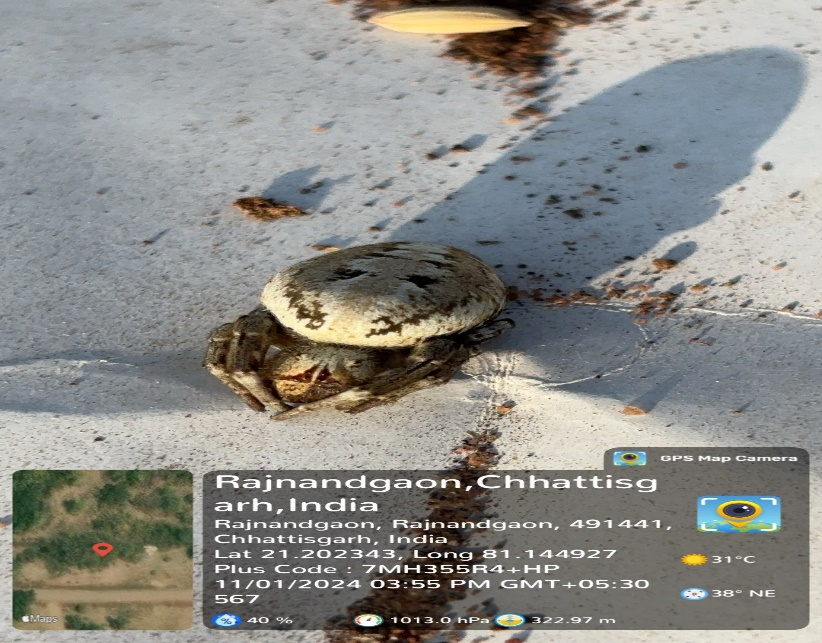 GPS Map Camera
Rajnandgaon,Chhattisg
arh,India
Rajnandgaon, Rajnandgaon, 491441,
Chhattisgarh, India
Lat 21.202343, Long 81.144927
Plus Code : 7MH355R4+HP
11/01/2024 03:55 PM GMT+05:30
567
31°C
38° NE
40 %
1013.0 hPa
322.97 m
Maps